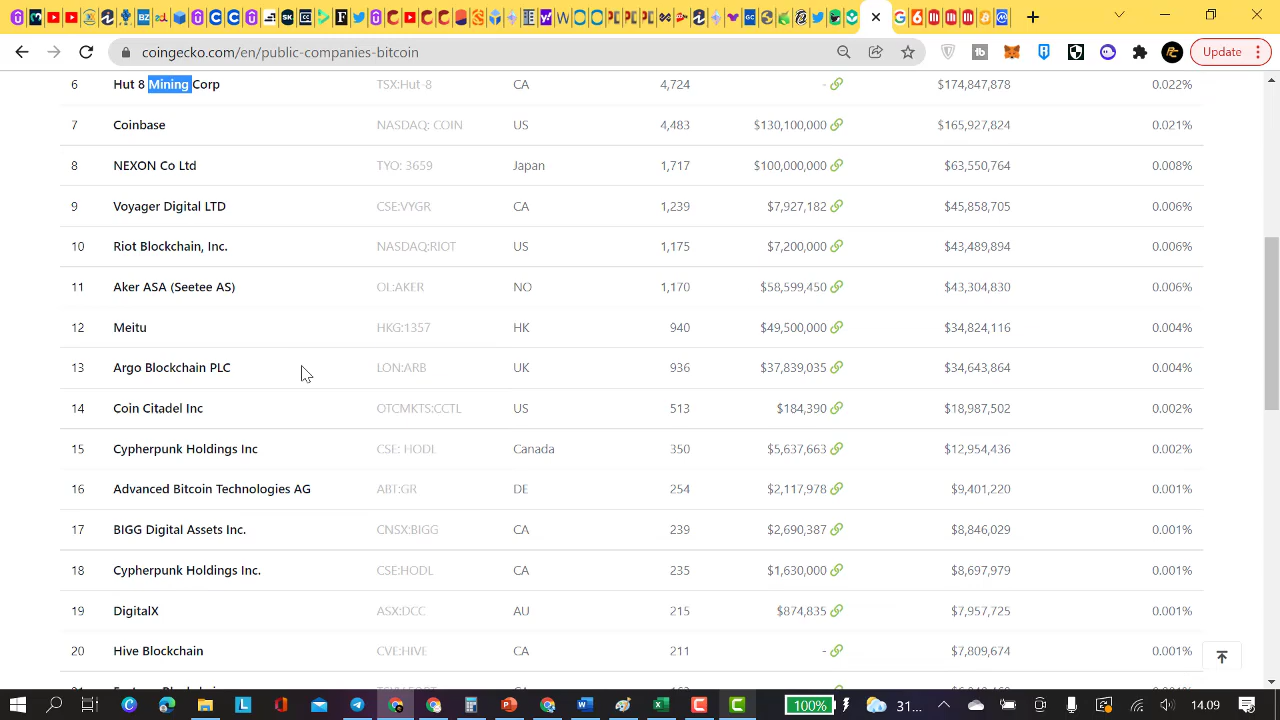 Update
coingecko.com/en/public-companies-bitcoin
6 Hut 8 Mining Corp TSX:Hut-8 CA 4,724 - $174,847,878 0.022%
7 Coinbase NASDAQ: COIN US 4,483 $130,100,000 $165,927,824 0.021%
8 NEXON Co Ltd TYO: 3659 Japan 1,717 $100,000,000 $63,550,764 0.008%
9 Voyager Digital LTD CSE:VYGR CA 1,239 $7,927,182 $45,858,705 0.006%
10 Riot Blockchain, Inc. NASDAQ:RIOT US 1,175 $7,200,000 $43,489,894 0.006%
11 Aker ASA (Seetee AS) OL:AKER NO 1,170 $58,599,450 $43,304,830 0.006%
12 Meitu HKG:1357 HK 940 $49,500,000 $34,824,116 0.004%
13 Argo Blockchain PLC LON:ARB UK 936 $37,839,035 $34,643,864 0.004%
14 Coin Citadel Inc OTCMKTS:CCTL US 513 $184,390 $18,987,502 0.002%
15 Cypherpunk Holdings Inc CSE: HODL Canada 350 $5,637,663 $12,954,436 0.002%
16 Advanced Bitcoin Technologies AG ABT:GR DE 254 $2,117,978 $9,401,220 0.001%
17 BIGG Digital Assets Inc. CNSX:BIGG CA 239 $2,690,387 $8,846,029 0.001%
18 Cypherpunk Holdings Inc. CSE:HODL CA 235 $1,630,000 $8,697,979 0.001%
19 DigitalX ASX:DCC AU 215 $874,835 $7,957,725 0.001%
20 Hive Blockchain CVE:HIVE CA 211 - $7,809,674 0.001%
100% 31... 14.09